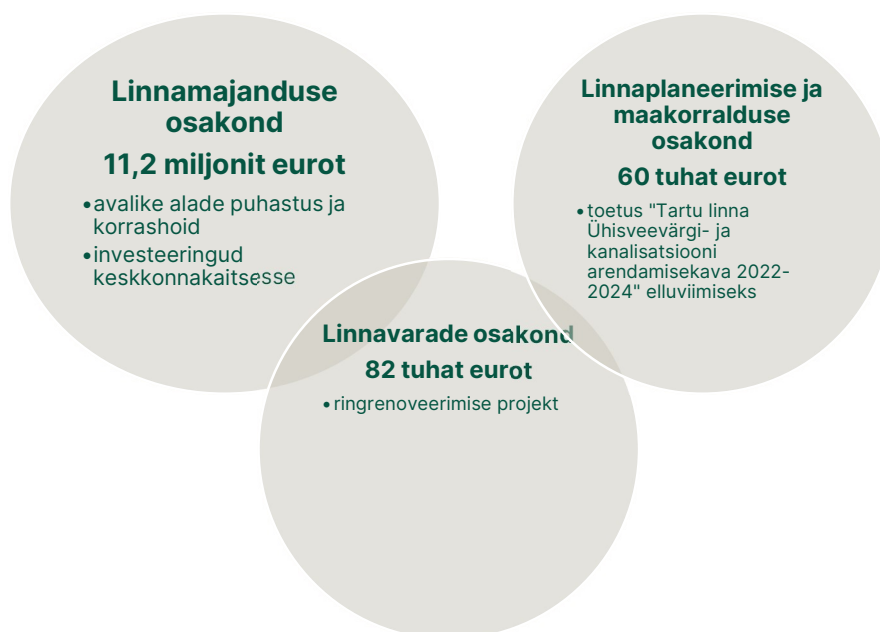 Linnamajanduse
osakond
11,2 miljonit eurot
•avalike alade puhastus ja
korrashoid
•investeeringud
keskkonnakaitsesse
Linnaplaneerimise ja
maakorralduse
osakond
60 tuhat eurot
•toetus "Tartu linna
Ühisveevärgi- ja
kanalisatsiooni
arendamisekava 2022-
2024" elluviimiseks
Linnavarade osakond
82 tuhat eurot
•ringrenoveerimise projekt